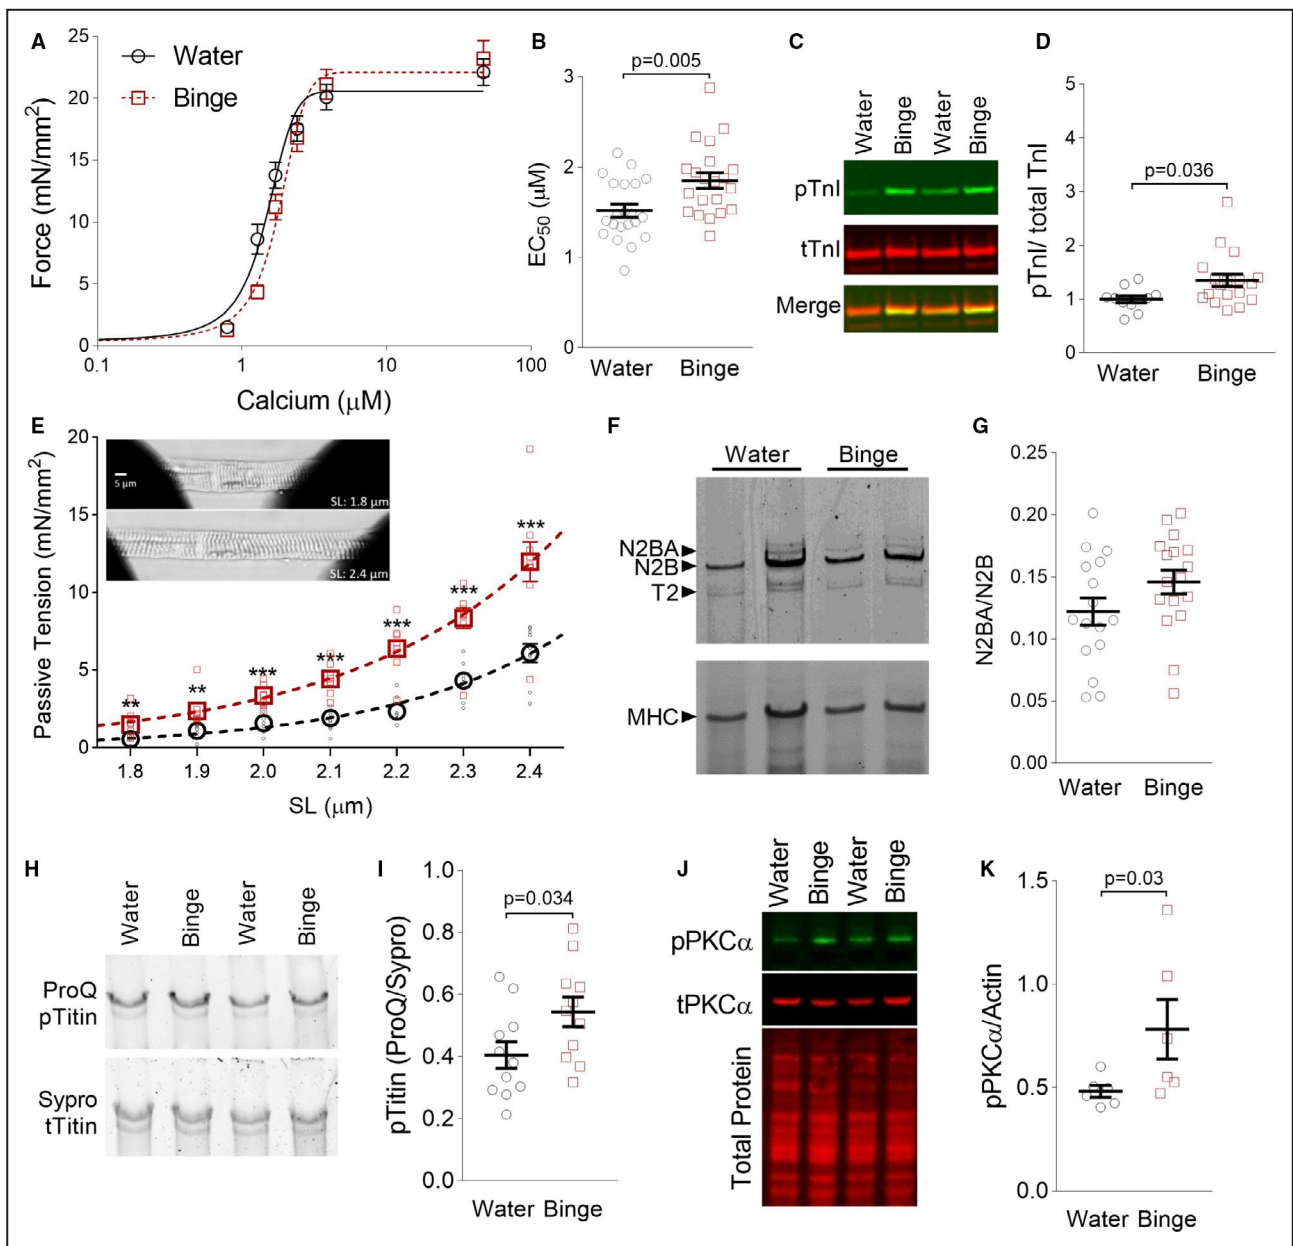 A
25
20
15
10
5
0
Force (mN/mm²)
Water
Binge
0.1
1
10
100
Calcium (μM)
B
p=0.005
3
2
1
0
EC₅₀ (μM)
Water
Binge
C
Water
Binge
Water
Binge
pTnI
tTnI
Merge
D
p=0.036
5
4
3
2
1
0
pTnI/ total TnI
Water
Binge
E
20
15
10
5
0
Passive Tension (mN/mm²)
5 μm
SL: 1.8 μm
SL: 2.4 μm
**
**
***
***
***
***
***
1.8
1.9
2.0
2.1
2.2
2.3
2.4
SL (μm)
F
Water
Binge
N2BA
N2B
T2
MHC
G
0.25
0.20
0.15
0.10
0.05
0.00
N2BA/N2B
Water
Binge
H
Water
Binge
Water
Binge
ProQ
pTitin
Sypro
tTitin
I
p=0.034
1.0
0.8
0.6
0.4
0.2
0.0
pTitin (ProQ/Sypro)
Water Binge
J
Water
Binge
Water
Binge
pPKCα
tPKCα
Total Protein
K
p=0.03
1.5
1.0
0.5
0.0
pPKCα/Actin
Water Binge